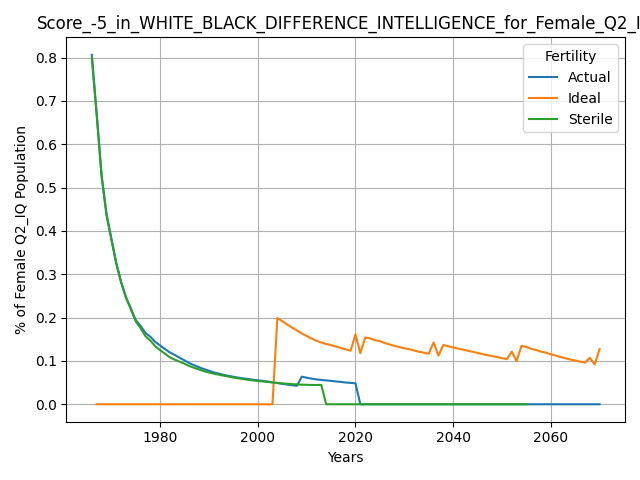 Score_-5_in_WHITE_BLACK_DIFFERENCE_INTELLIGENCE_for_Female_Q2_I
Fertility
Actual
Ideal
Sterile
% of Female Q2_IQ Population
0.8
0.7
0.6
0.5
0.4
0.3
0.2
0.1
0.0
1980 2000 2020 2040 2060
Years